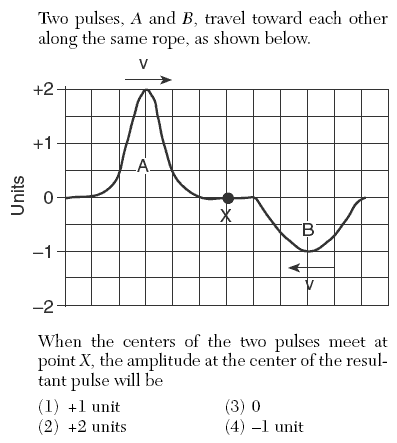 Two pulses, A and B, travel toward each other
along the same rope, as shown below.
v
+2
+1
0
−1
−2
Units
A
X
B
v
When the centers of the two pulses meet at
point X, the amplitude at the center of the resul-
tant pulse will be
(1) +1 unit
(2) +2 units
(3) 0
(4) −1 unit